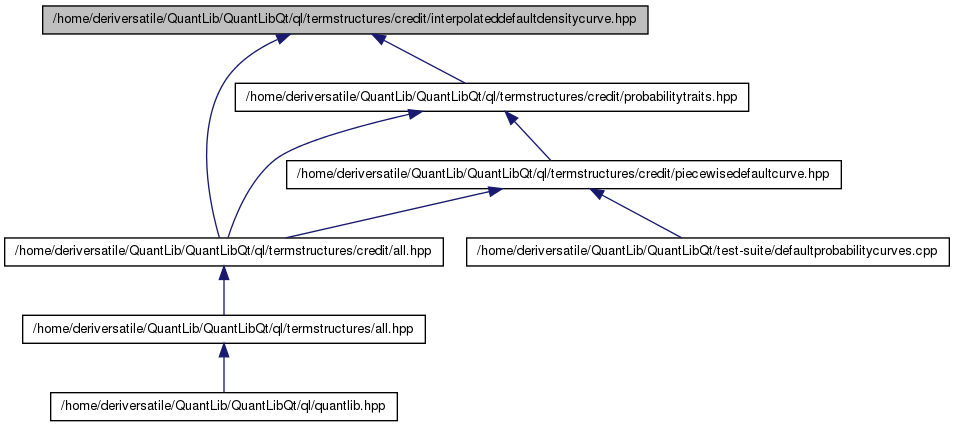 /home/deriversatile/QuantLib/QuantLibQt/ql/termstructures/credit/interpolateddefaultdensitycurve.hpp
/home/deriversatile/QuantLib/QuantLibQt/ql/termstructures/credit/probabilitytraits.hpp
/home/deriversatile/QuantLib/QuantLibQt/ql/termstructures/credit/piecewisedefaultcurve.hpp
/home/deriversatile/QuantLib/QuantLibQt/ql/termstructures/credit/all.hpp
/home/deriversatile/QuantLib/QuantLibQt/test-suite/defaultprobabilitycurves.cpp
/home/deriversatile/QuantLib/QuantLibQt/ql/termstructures/all.hpp
/home/deriversatile/QuantLib/QuantLibQt/ql/quantlib.hpp